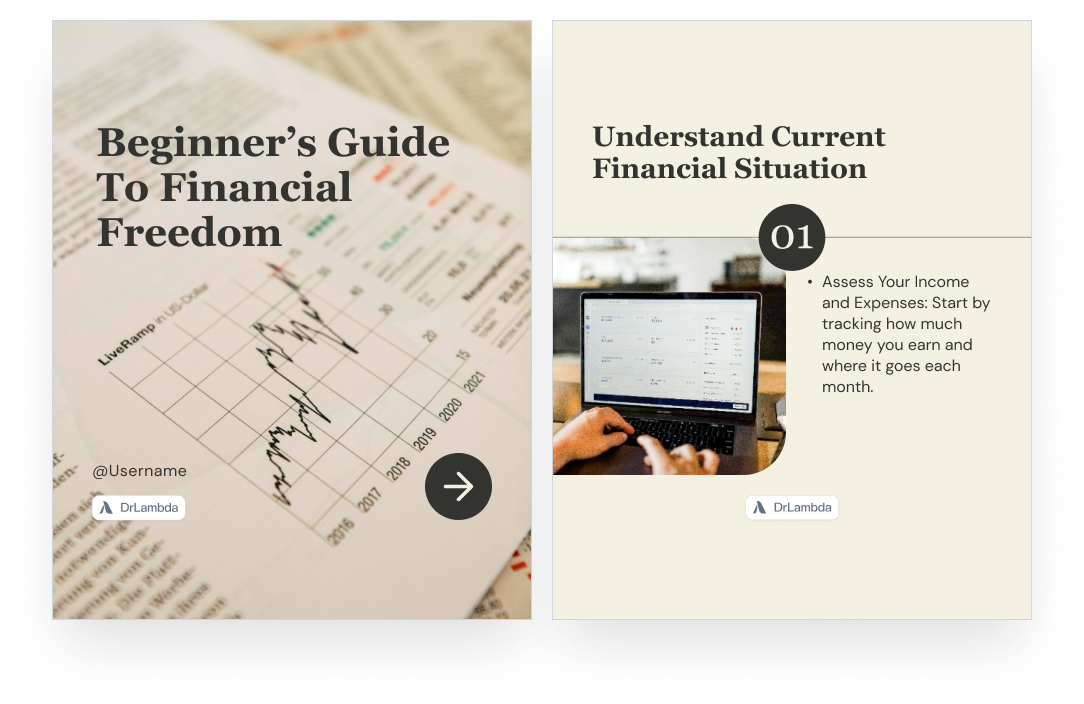 Beginner’s Guide
To Financial
Freedom
LiveRamp in US-Dollar
50
40
30
20
15
2021
2020
2019
2018
2017
2016
@Username
DrLambda
Understand Current
Financial Situation
01
• Assess Your Income
and Expenses: Start by
tracking how much
money you earn and
where it goes each
month.
DrLambda